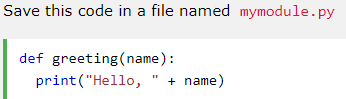 Save this code in a file named mymodule.py
def greeting(name):
  print("Hello, " + name)